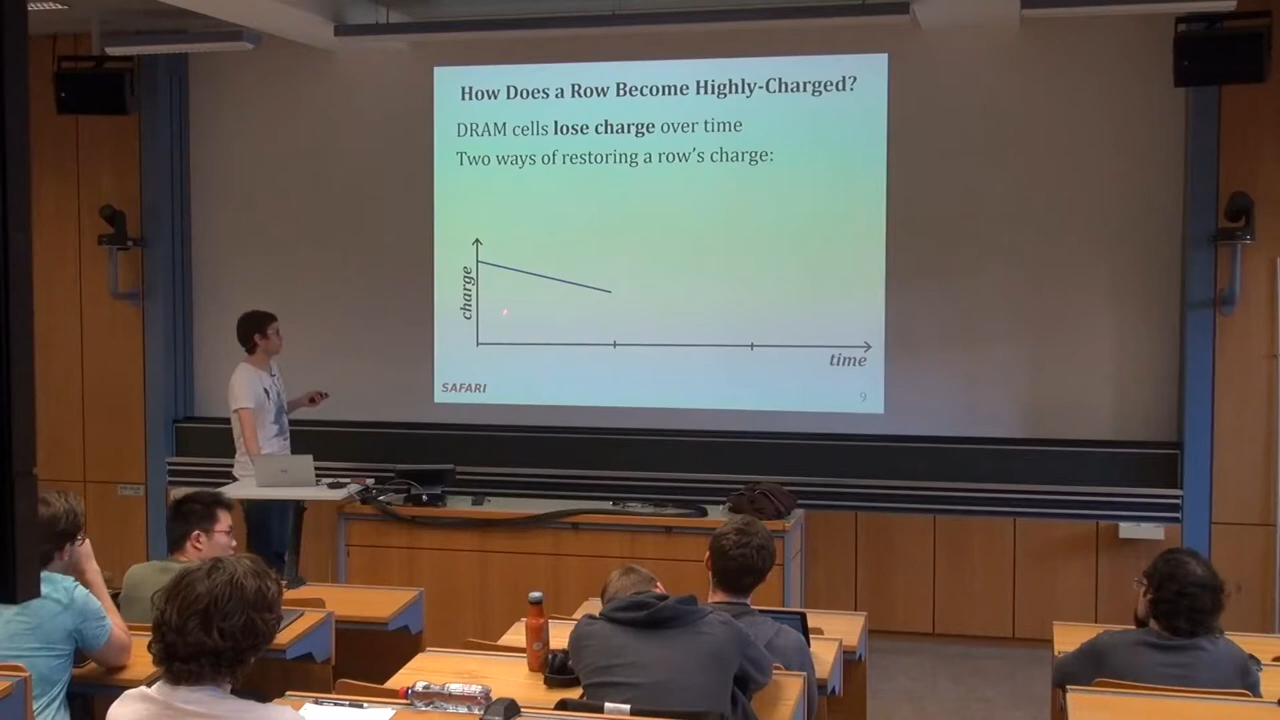 How Does a Row Become Highly-Charged?
DRAM cells lose charge over time
Two ways of restoring a row's charge:
charge
time
SAFARI
9